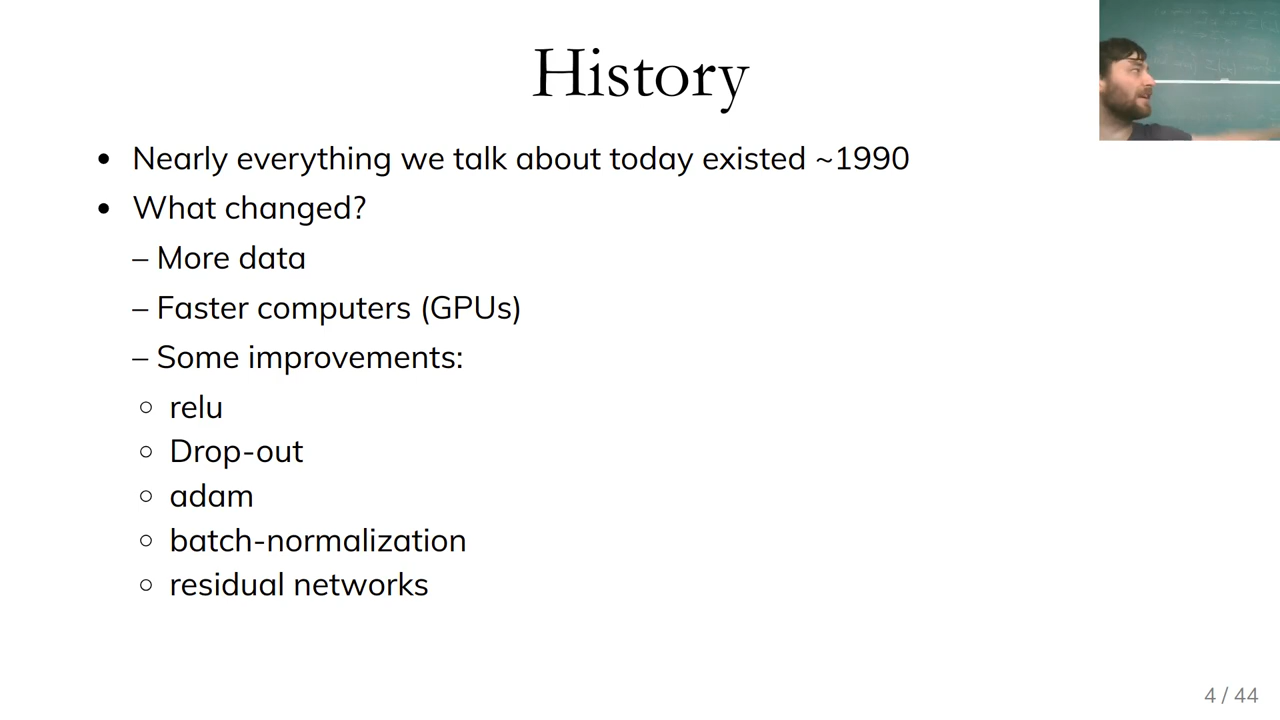 History
• Nearly everything we talk about today existed ~1990
• What changed?
– More data
– Faster computers (GPUs)
– Some improvements:
○ relu
○ Drop-out
○ adam
○ batch-normalization
○ residual networks
4 / 44